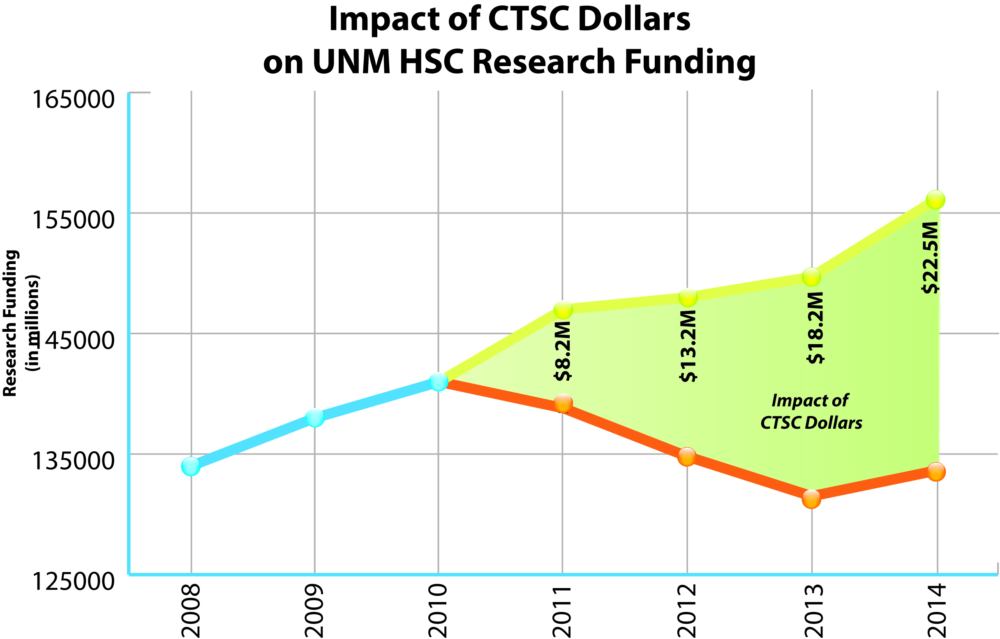 Impact of CTSC Dollars
on UNM HSC Research Funding
165000
155000
145000
135000
125000
Research Funding
(in millions)
$8.2M
$13.2M
$18.2M
$22.5M
Impact of
CTSC Dollars
2008
2009
2010
2011
2012
2013
2014